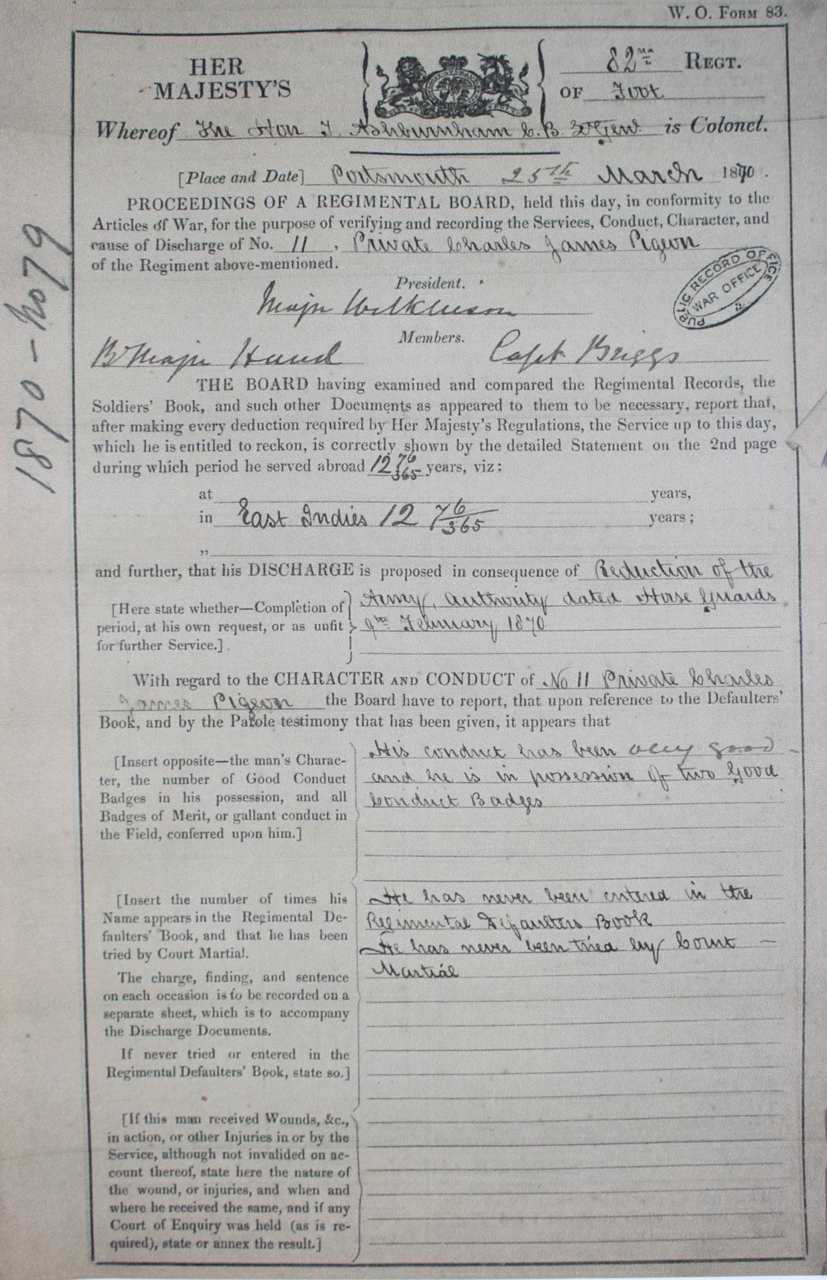 W. O. Form 83.
HER MAJESTY'S
82nd Regt.
OF Foot
Whereof The Hon T. Ashburnham C.B. is Colonel.
[Place and Date] Portsmouth 25th March 1870.
PROCEEDINGS OF A REGIMENTAL BOARD, held this day, in conformity to the
Articles of War, for the purpose of verifying and recording the Services, Conduct, Character, and
cause of Discharge of No. 11, Private Charles James Pigeon
of the Regiment above-mentioned.
PUBLIC RECORD OFFICE
WAR OFFICE
President.
Major Wilkinson
Members.
Bt Major Hand Capt Briggs
1870 - No 79
THE BOARD having examined and compared the Regimental Records, the
Soldiers' Book, and such other Documents as appeared to them to be necessary, report that,
after making every deduction required by Her Majesty's Regulations, the Service up to this day,
which he is entitled to reckon, is correctly shown by the detailed Statement on the 2nd page
during which period he served abroad 12 76/365 years, viz:
at years,
in East Indies 12 76/365 years;
„
and further, that his DISCHARGE is proposed in consequence of Reduction of the
Army, Authority dated Horse Guards
9th February 1870
[Here state whether—Completion of
period, at his own request, or as unfit
for further Service.]
With regard to the CHARACTER AND CONDUCT of No 11 Private Charles
James Pigeon the Board have to report, that upon reference to the Defaulters'
Book, and by the Parole testimony that has been given, it appears that
[Insert opposite—the man's Charac-
ter, the number of Good Conduct
Badges in his possession, and all
Badges of Merit, or gallant conduct in
the Field, conferred upon him.]
His conduct has been very good -
and he is in possession of two Good
Conduct Badges
[Insert the number of times his
Name appears in the Regimental De-
faulters' Book, and that he has been
tried by Court Martial.
The charge, finding, and sentence
on each occasion is to be recorded on a
separate sheet, which is to accompany
the Discharge Documents.
If never tried or entered in the
Regimental Defaulters' Book, state so.]
He has never been entered in the
Regimental Defaulters Book
He has never been tried by Court -
Martial
[If this man received Wounds, &c.,
in action, or other Injuries in or by the
Service, although not invalided on ac-
count thereof, state here the nature of
the wound, or injuries, and when and
where he received the same, and if any
Court of Enquiry was held (as is re-
quired), state or annex the result.]